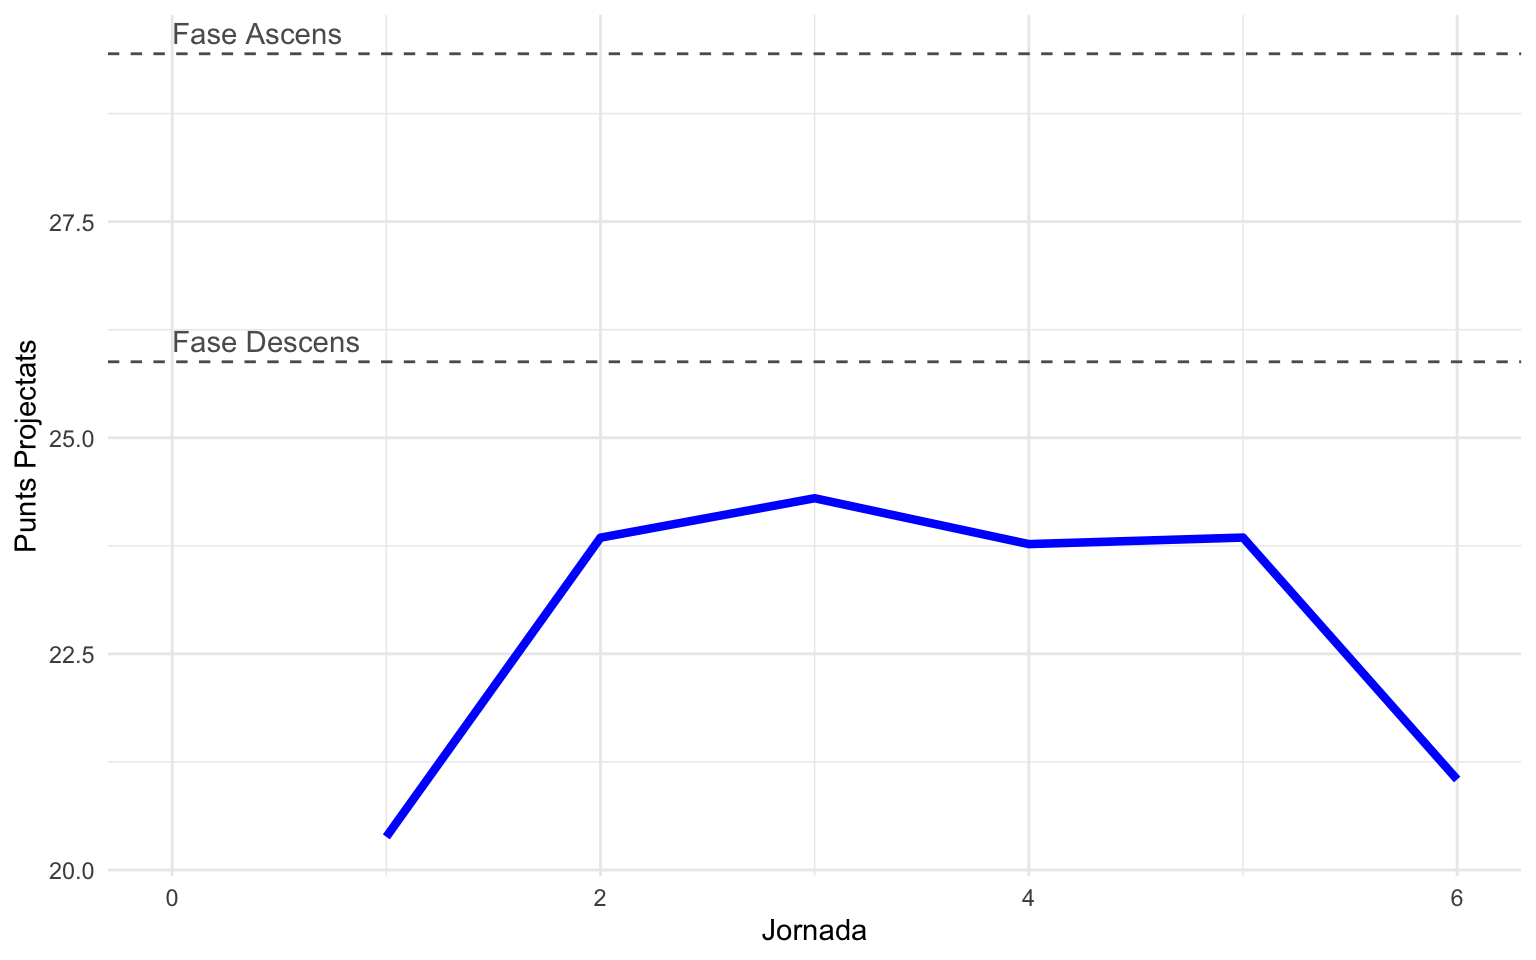 Fase Ascens
27.5
Fase Descens
25.0
22.5
20.0
0 2 4 6
Jornada
Punts Projectats